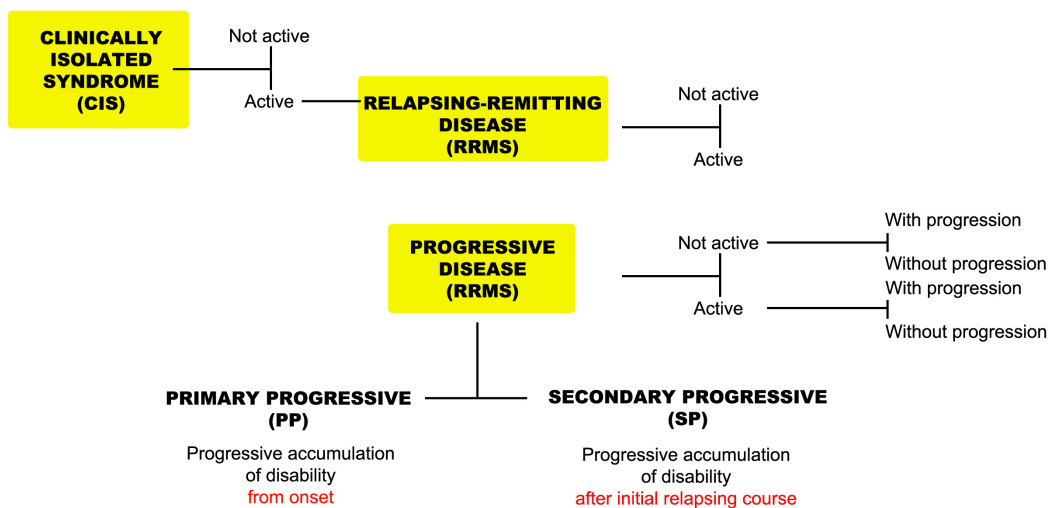 CLINICALLY
ISOLATED
SYNDROME
(CIS)
Not active
Active
RELAPSING-REMITTING
DISEASE
(RRMS)
Not active
Active
PROGRESSIVE
DISEASE
(RRMS)
Not active
Active
With progression
Without progression
With progression
Without progression
PRIMARY PROGRESSIVE
(PP)
Progressive accumulation
of disability
from onset
SECONDARY PROGRESSIVE
(SP)
Progressive accumulation
of disability
after initial relapsing course